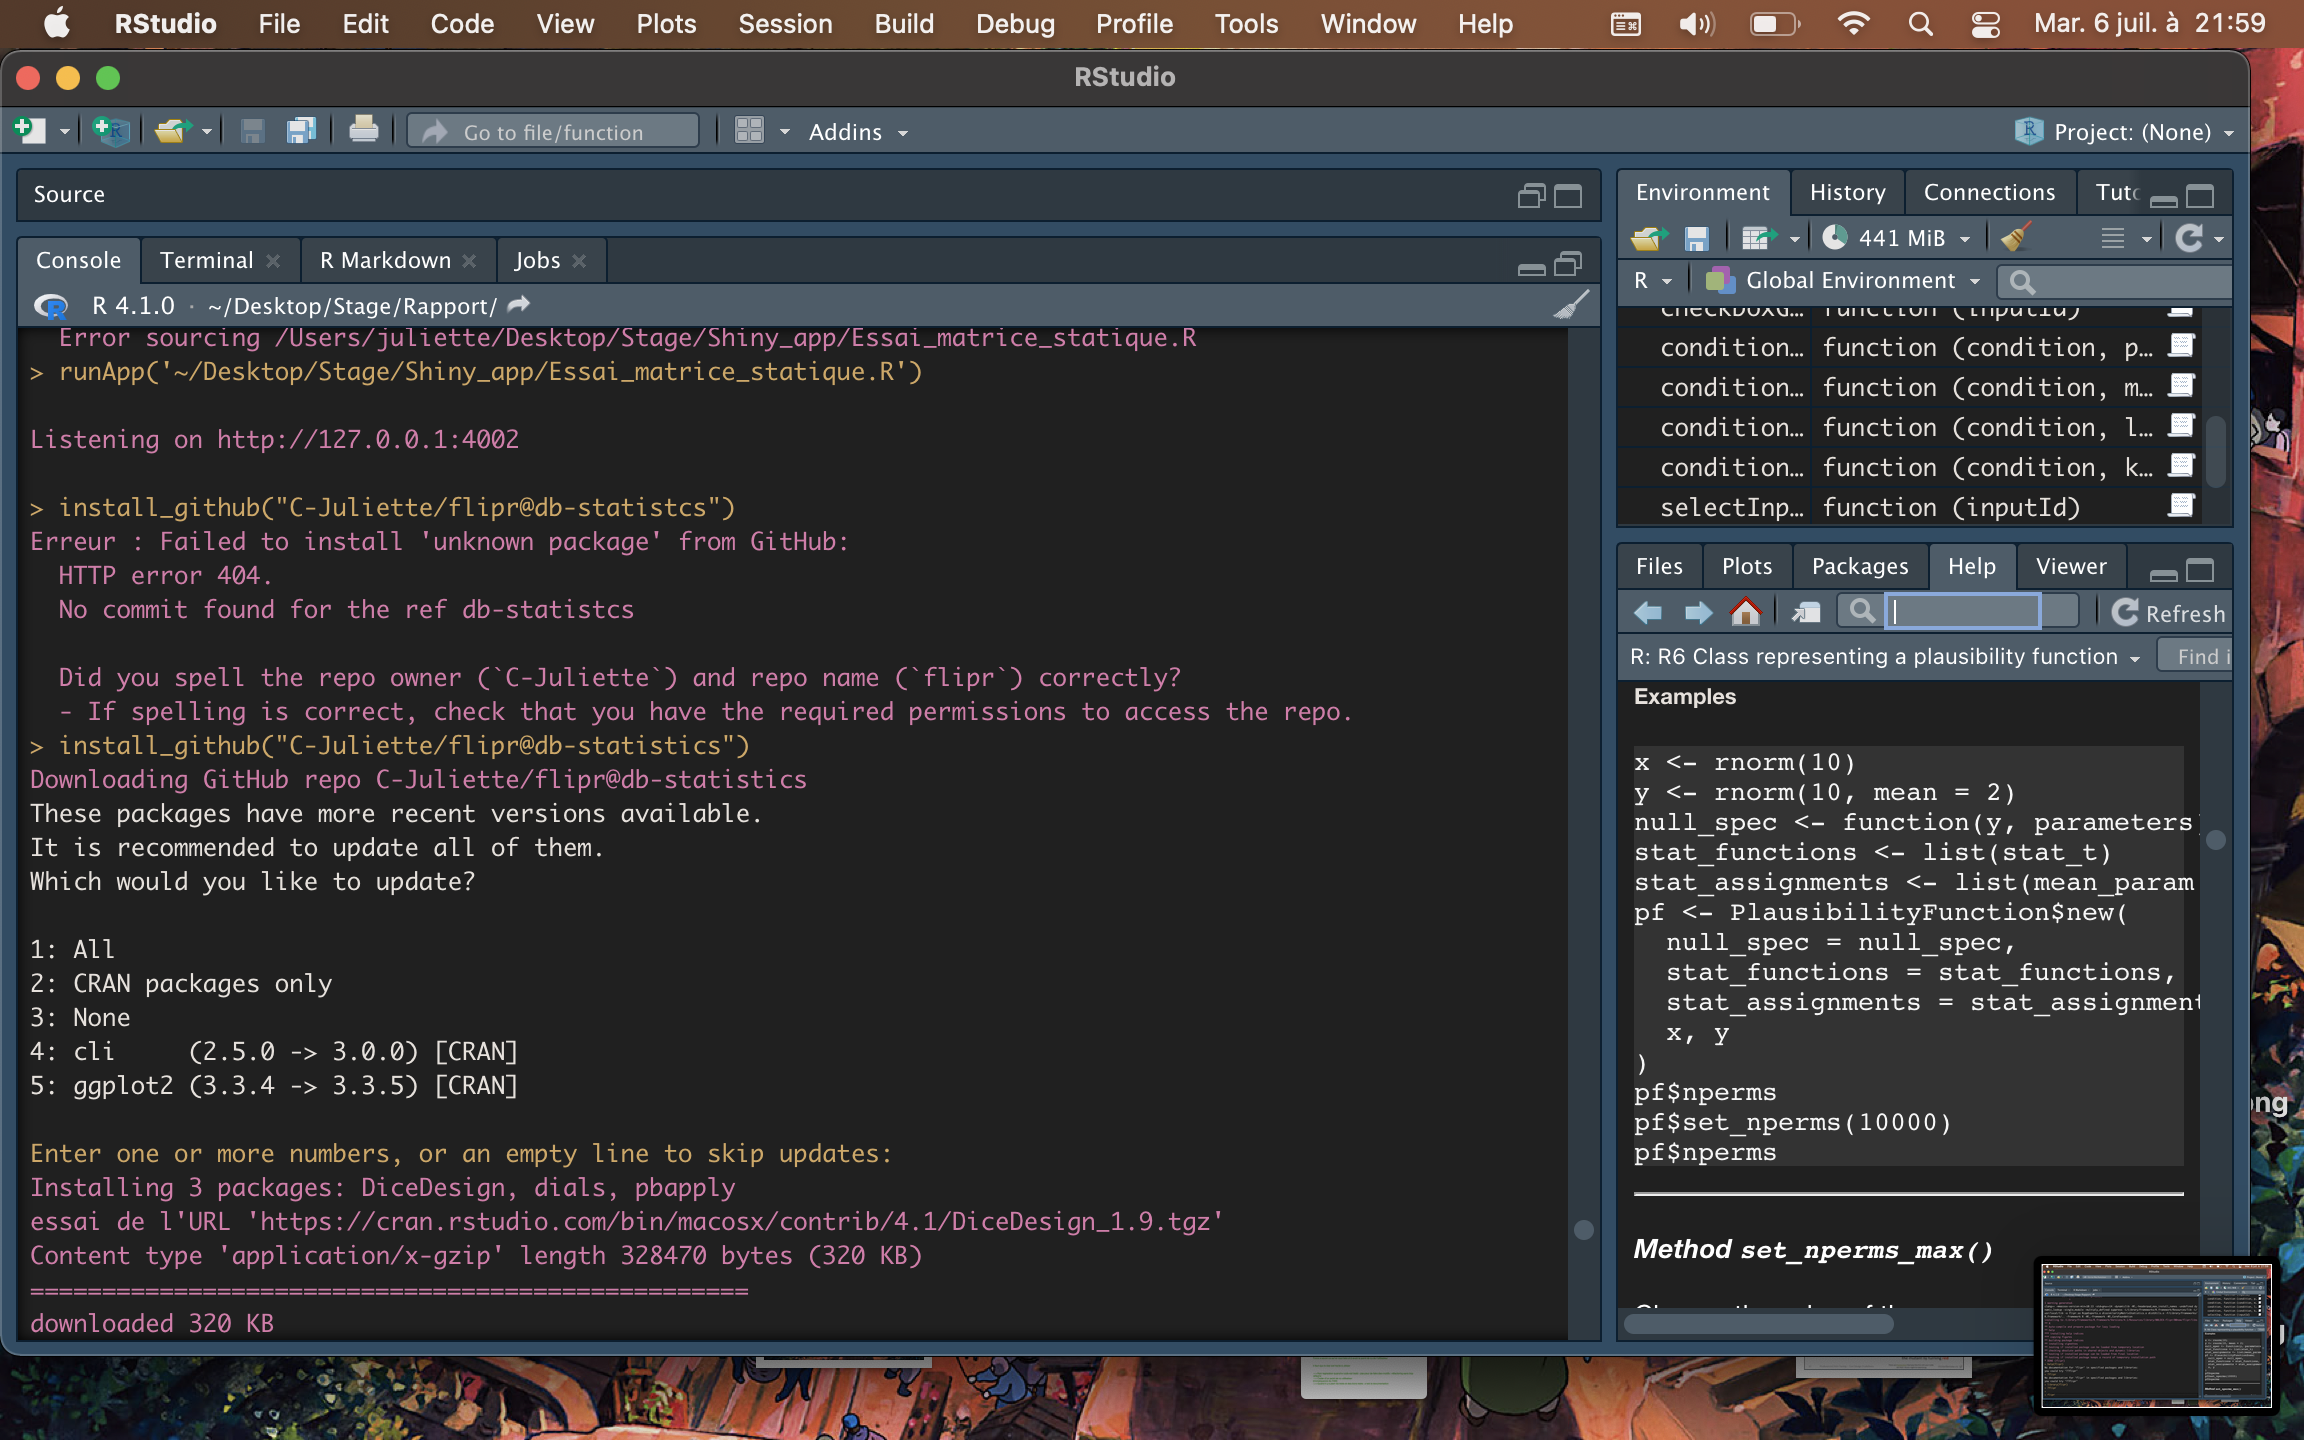 RStudio File Edit Code View Plots Session Build Debug Profile Tools Window Help Mar. 6 juil. à 21:59
RStudio
Go to file/function Addins Project: (None)
Source
Console Terminal R Markdown Jobs
R 4.1.0 · ~/Desktop/Stage/Rapport/
Error sourcing /Users/juliette/Desktop/Stage/Shiny_app/Essai_matrice_statique.R
> runApp('~/Desktop/Stage/Shiny_app/Essai_matrice_statique.R')
Listening on http://127.0.0.1:4002
> install_github("C-Juliette/flipr@db-statistcs")
Erreur : Failed to install 'unknown package' from GitHub:
HTTP error 404.
No commit found for the ref db-statistcs
Did you spell the repo owner (`C-Juliette`) and repo name (`flipr`) correctly?
- If spelling is correct, check that you have the required permissions to access the repo.
> install_github("C-Juliette/flipr@db-statistics")
Downloading GitHub repo C-Juliette/flipr@db-statistics
These packages have more recent versions available.
It is recommended to update all of them.
Which would you like to update?
1: All
2: CRAN packages only
3: None
4: cli (2.5.0 -> 3.0.0) [CRAN]
5: ggplot2 (3.3.4 -> 3.3.5) [CRAN]
Enter one or more numbers, or an empty line to skip updates:
Installing 3 packages: DiceDesign, dials, pbapply
essai de l'URL 'https://cran.rstudio.com/bin/macosx/contrib/4.1/DiceDesign_1.9.tgz'
Content type 'application/x-gzip' length 328470 bytes (320 KB)
==================================================
downloaded 320 KB
Environment History Connections Tuto
441 MiB
R Global Environment
checkboxG… function (inputId)
condition… function (condition, p…
condition… function (condition, m…
condition… function (condition, l…
condition… function (condition, k…
selectInp… function (inputId)
Files Plots Packages Help Viewer
Refresh
R: R6 Class representing a plausibility function Find i
Examples
x <- rnorm(10)
y <- rnorm(10, mean = 2)
null_spec <- function(y, parameters)
stat_functions <- list(stat_t)
stat_assignments <- list(mean_param
pf <- PlausibilityFunction$new(
null_spec = null_spec,
stat_functions = stat_functions,
stat_assignments = stat_assignment
x, y
)
pf$nperms
pf$set_nperms(10000)
pf$nperms
Method set_nperms_max()
ong